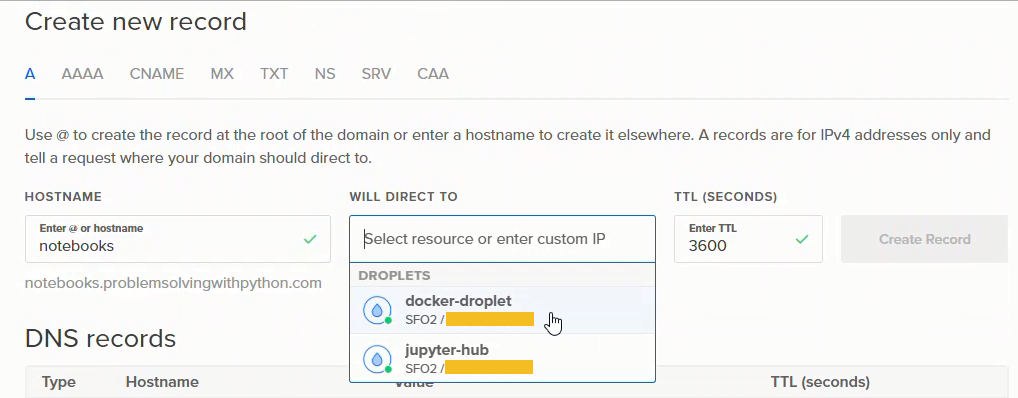 Create new record
A AAAA CNAME MX TXT NS SRV CAA
Use @ to create the record at the root of the domain or enter a hostname to create it elsewhere. A records are for IPv4 addresses only and
tell a request where your domain should direct to.
HOSTNAME WILL DIRECT TO TTL (SECONDS)
Enter @ or hostname
notebooks
Select resource or enter custom IP
Enter TTL
3600
Create Record
notebooks.problemsolvingwithpython.com
DROPLETS
docker-droplet
SFO2 /
jupyter-hub
SFO2 /
DNS records
Type Hostname Value TTL (seconds)